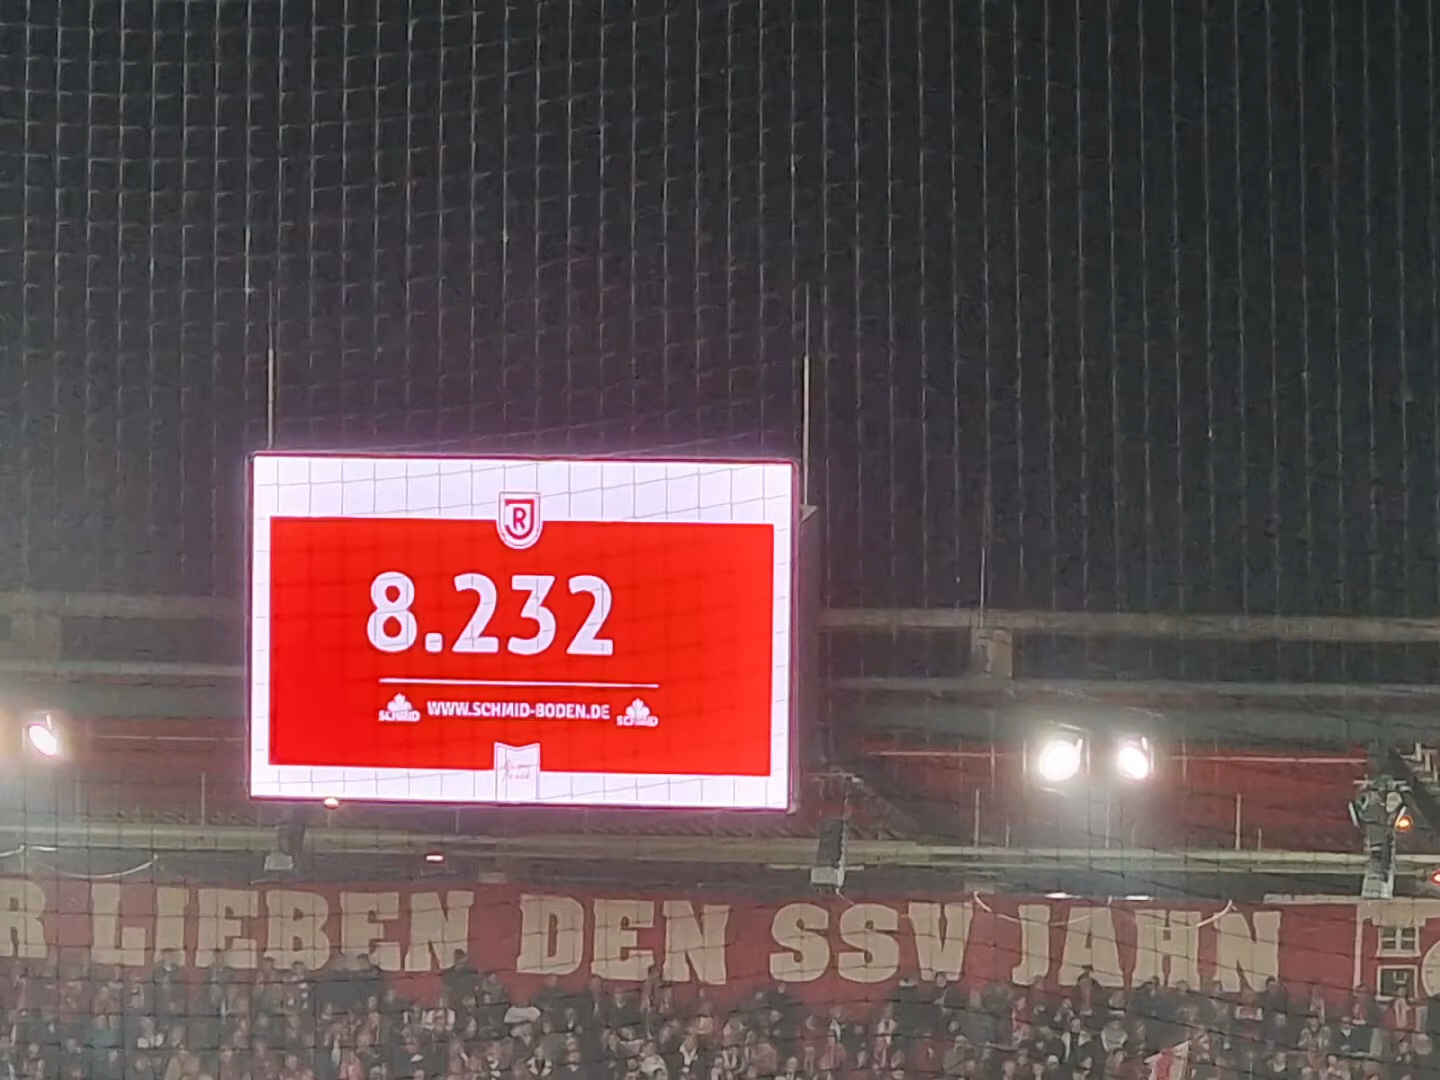 R
8.232
SCHMID WWW.SCHMID-BODEN.DE SCHMID
R LIEBEN DEN SSV JAHN